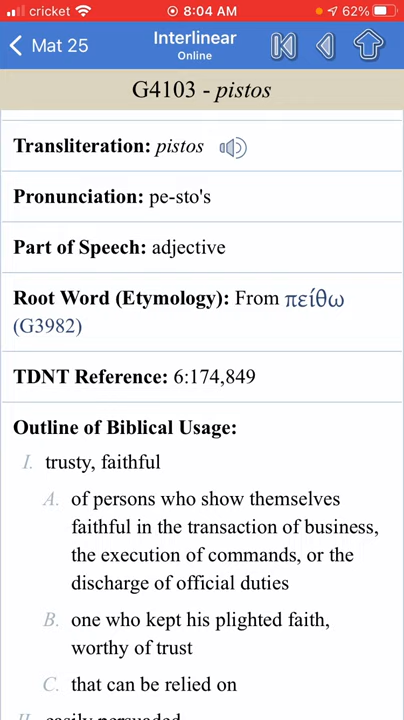 cricket 8:04 AM 62%
Mat 25 Interlinear
Online
G4103 - pistos
Transliteration: pistos
Pronunciation: pe-sto's
Part of Speech: adjective
Root Word (Etymology): From πείθω
(G3982)
TDNT Reference: 6:174,849
Outline of Biblical Usage:
I. trusty, faithful
A. of persons who show themselves
faithful in the transaction of business,
the execution of commands, or the
discharge of official duties
B. one who kept his plighted faith,
worthy of trust
C. that can be relied on
II. easily persuaded